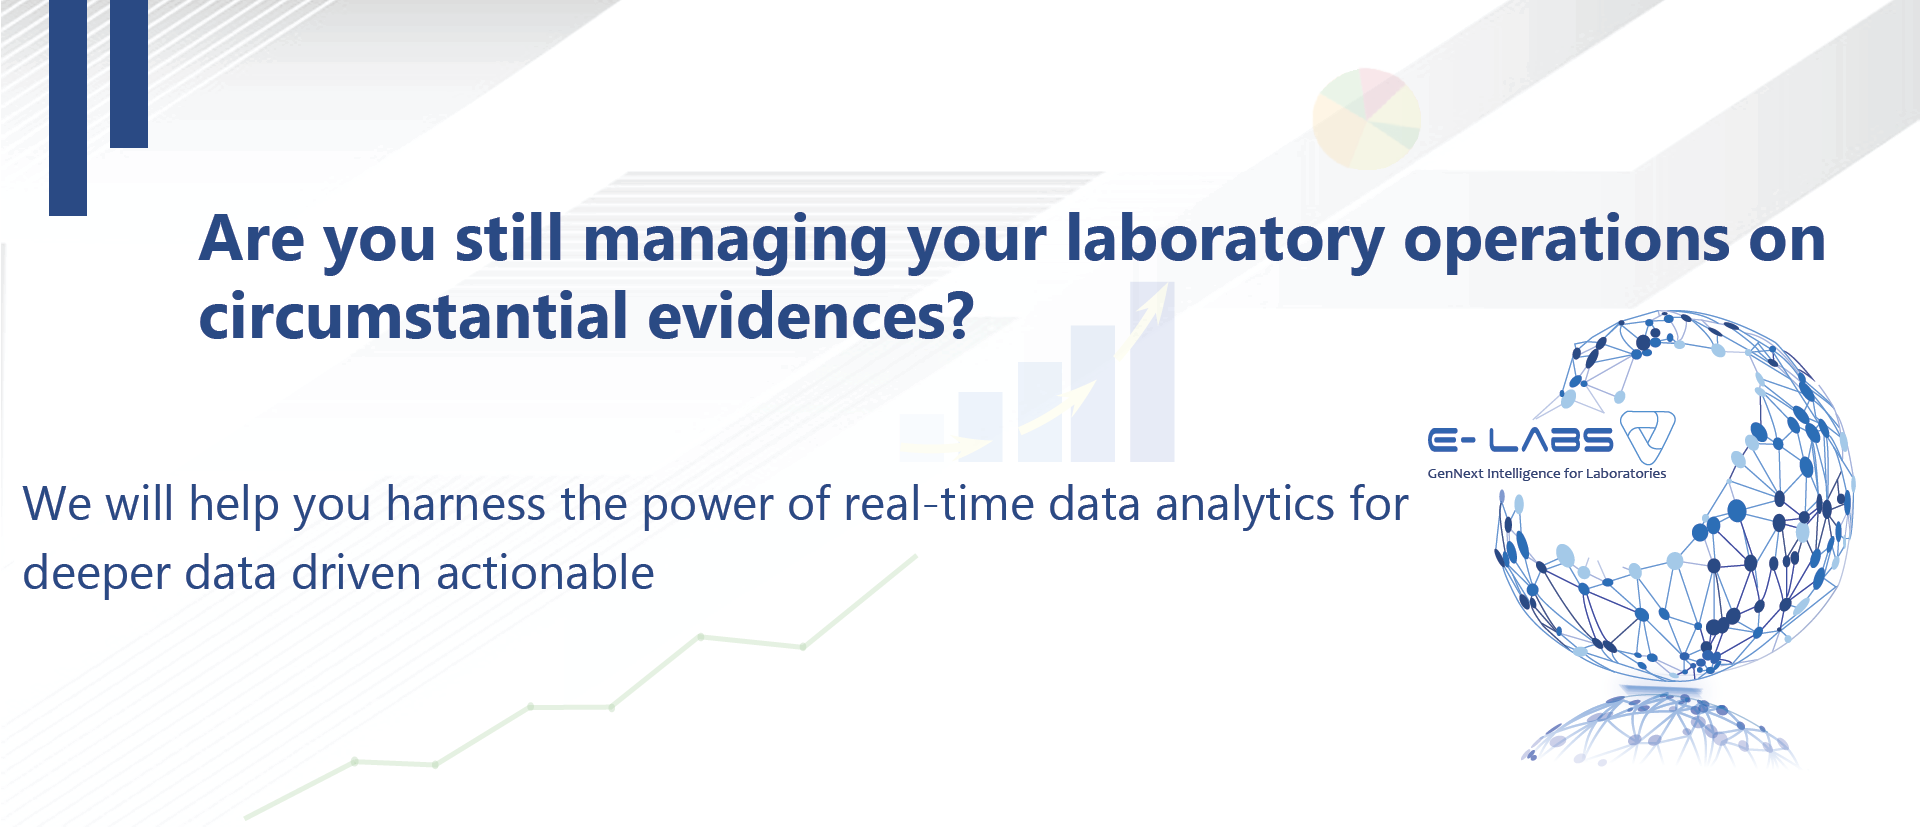 Are you still managing your laboratory operations on
circumstantial evidences?
E- LABS
GenNext Intelligence for Laboratories
We will help you harness the power of real-time data analytics for
deeper data driven actionable